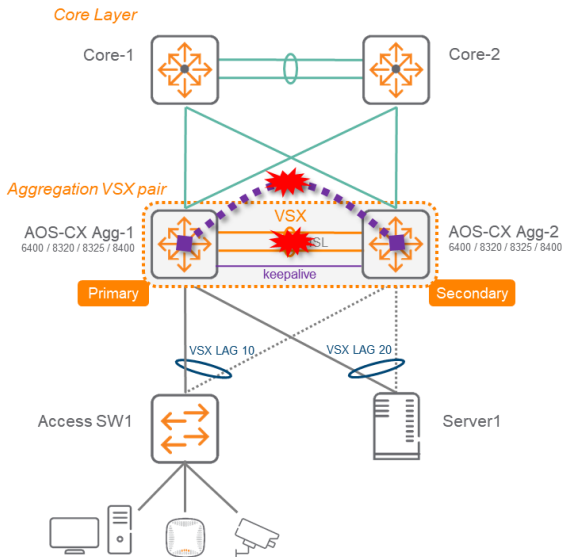 Core Layer
Core-1
Core-2
Aggregation VSX pair
VSX
AOS-CX Agg-1
6400 / 8320 / 8325 / 8400
AOS-CX Agg-2
6400 / 8320 / 8325 / 8400
SL
keepalive
Primary
Secondary
VSX LAG 10
VSX LAG 20
Access SW1
Server1